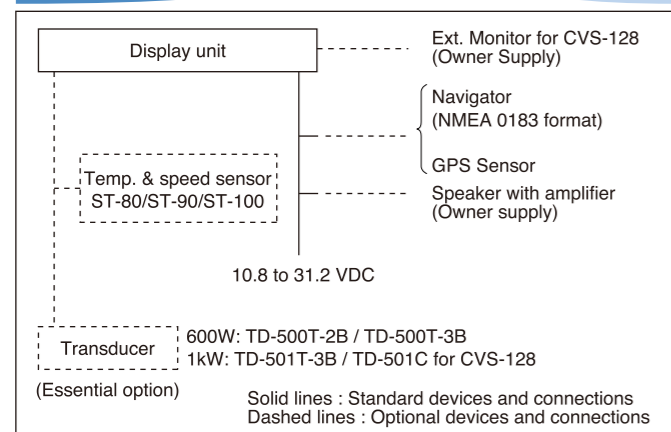 Display unit
Ext. Monitor for CVS-128
(Owner Supply)
Navigator
(NMEA 0183 format)
GPS Sensor
Temp. & speed sensor
ST-80/ST-90/ST-100
Speaker with amplifier
(Owner supply)
10.8 to 31.2 VDC
Transducer
600W: TD-500T-2B / TD-500T-3B
1kW: TD-501T-3B / TD-501C for CVS-128
(Essential option)
Solid lines : Standard devices and connections
Dashed lines : Optional devices and connections